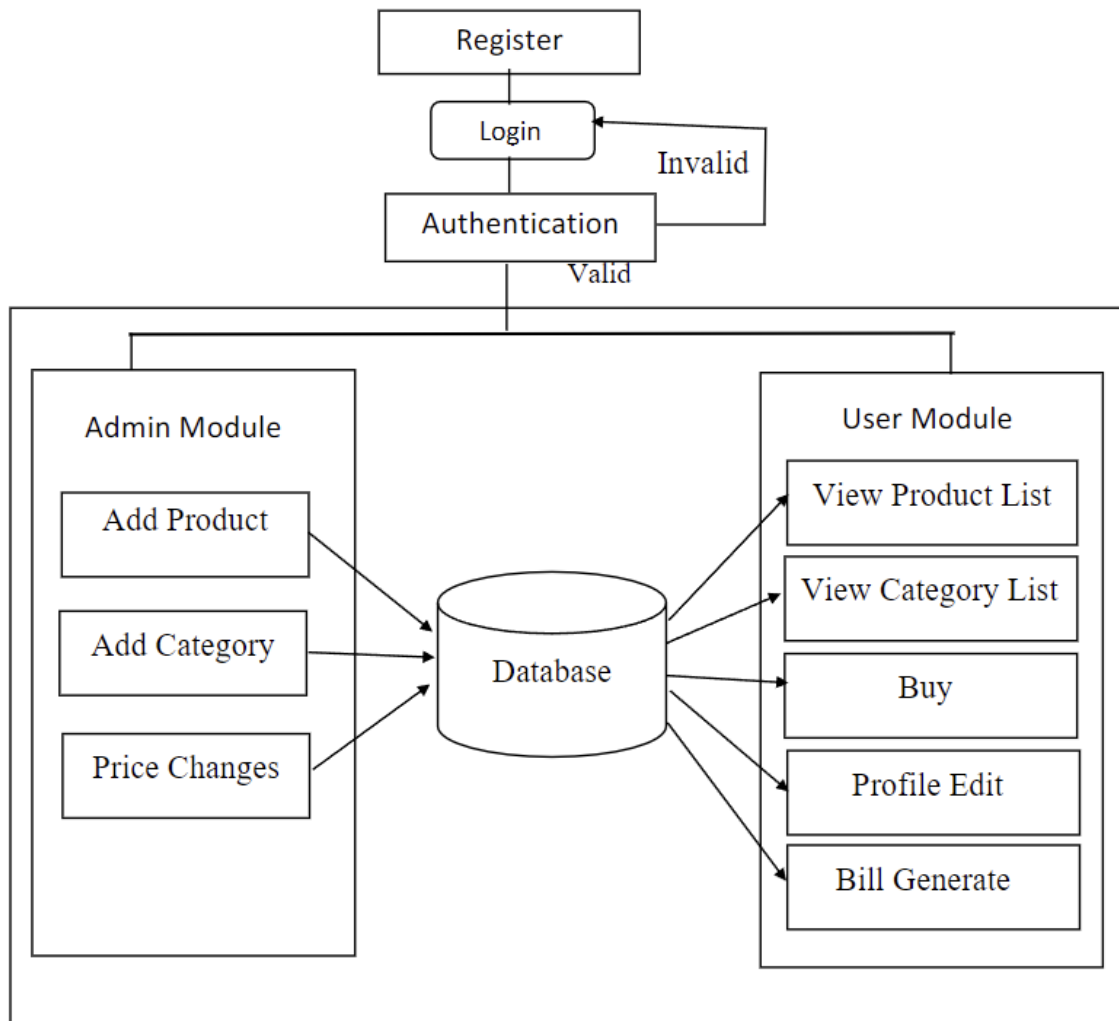 Register
Login
Invalid
Authentication
Valid
Admin Module
Add Product
Add Category
Price Changes
Database
User Module
View Product List
View Category List
Buy
Profile Edit
Bill Generate